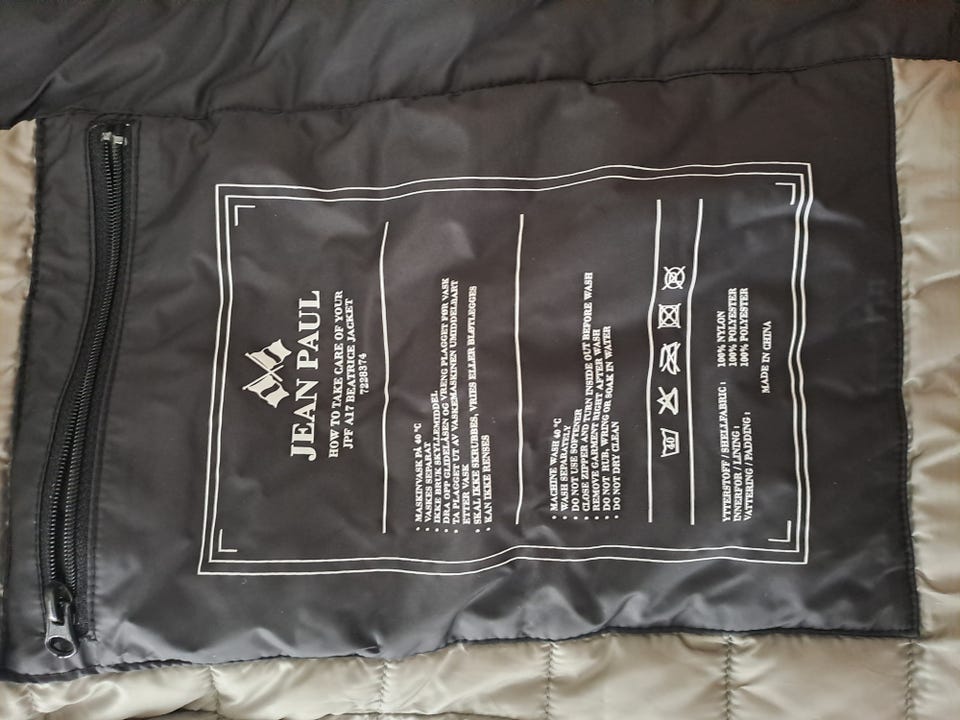 JEAN PAUL
HOW TO TAKE CARE OF YOUR
JPF A17 BEATRICE JACKET
7228374
• MASKINVASK PÅ 40 °C
• VASKES SEPARAT
• IKKE BRUK SKYLLEMIDDEL
• DRA OPP GLIDELÅSEN OG VRENG PLAGGET FØR VASK
• TA PLAGGET UT AV VASKEMASKINEN UMIDDELBART
ETTER VASK
• SKAL IKKE SKRUBBES, VRIES ELLER BLØTLEGGES
• KAN IKKE RENSES
• MACHINE WASH 40 °C
• WASH SEPARATELY
• DO NOT USE SOFTENER
• CLOSE ZIPPER AND TURN INSIDE OUT BEFORE WASH
• REMOVE GARMENT RIGHT AFTER WASH
• DO NOT RUB, WRING OR SOAK IN WATER
• DO NOT DRY CLEAN
40
YTTERSTOFF / SHELLFABRIC : 100% NYLON
INNERFOR / LINING : 100% POLYESTER
VATTERING / PADDING : 100% POLYESTER
MADE IN CHINA